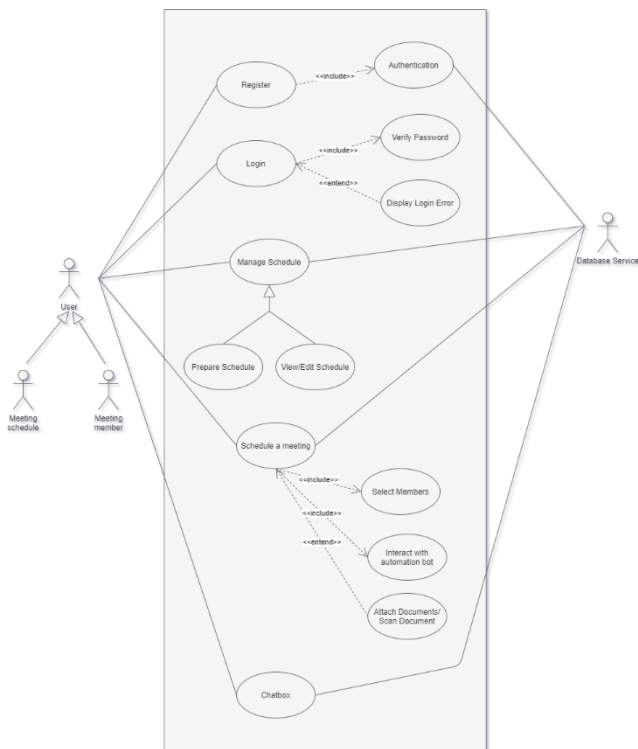 Register
<<include>>
Authentication
Login
<<include>>
Verify Password
<<entend>>
Display Login Error
Manage Schedule
User
Database Service
Prepare Schedule
View/Edit Schedule
Meeting
schedule
Meeting
member
Schedule a meeting
<<include>>
Select Members
<<include>>
<<entend>>
Interact with
automation bot
Attach Documents/
Scan Document
Chatbox